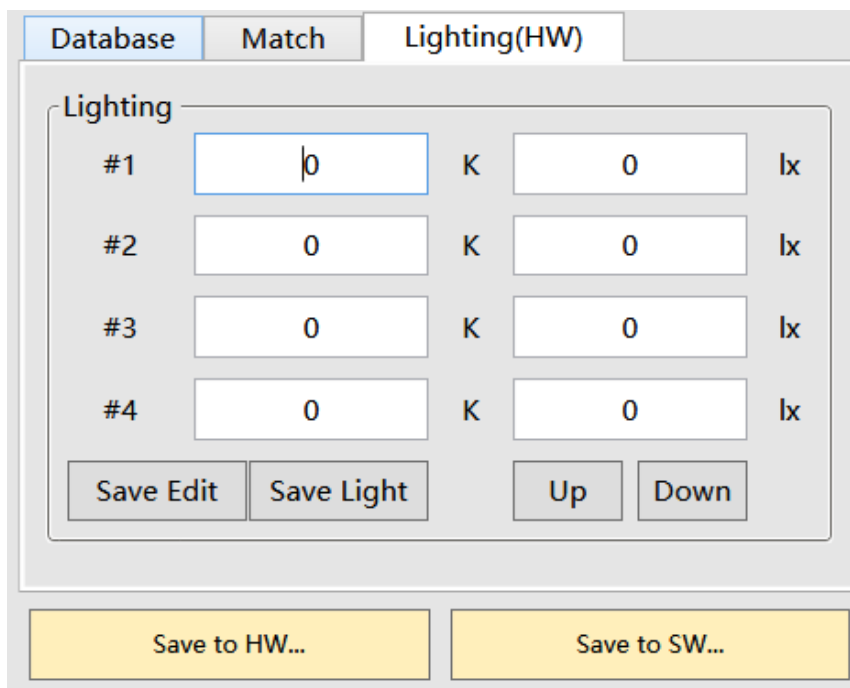 Database Match Lighting(HW)
Lighting
#1 0 K 0 lx
#2 0 K 0 lx
#3 0 K 0 lx
#4 0 K 0 lx
Save Edit Save Light Up Down
Save to HW... Save to SW...